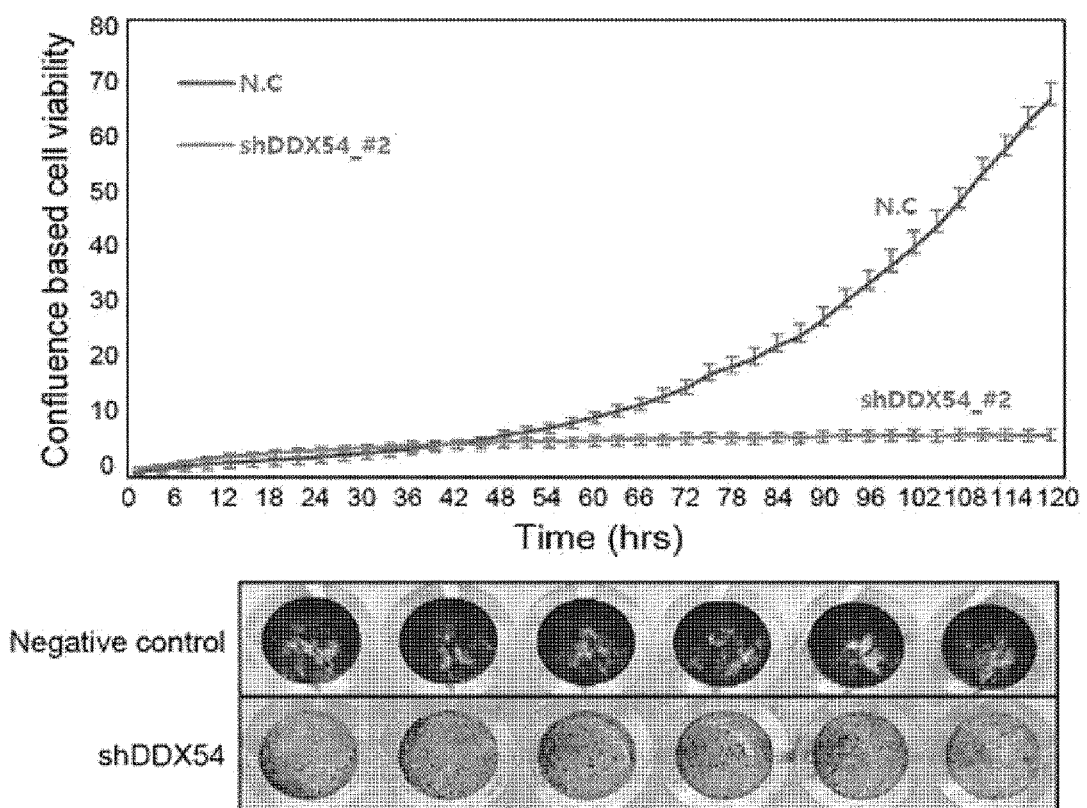 Confluence based cell viability
80
70
60
50
40
30
20
10
0
N.C
shDDX54_#2
N.C
shDDX54_#2
0 6 12 18 24 30 36 42 48 54 60 66 72 78 84 90 96 102 108 114 120
Time (hrs)
Negative control
shDDX54